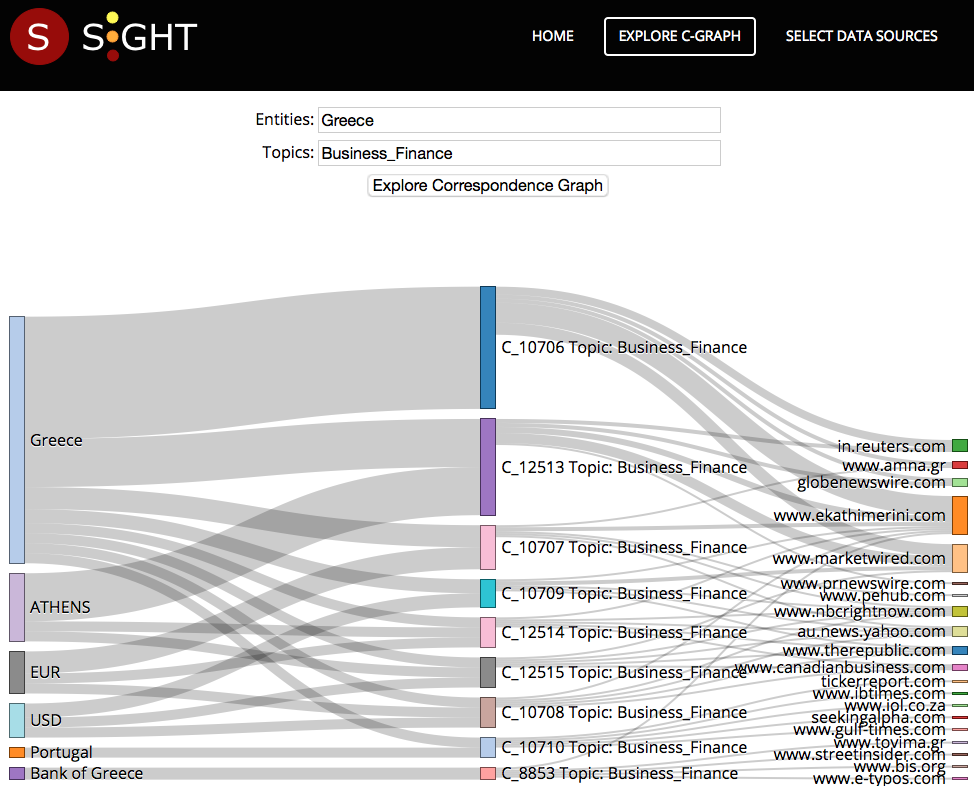 S SiGHT HOME EXPLORE C-GRAPH SELECT DATA SOURCES
Entities: Greece
Topics: Business_Finance
Explore Correspondence Graph
Greece
ATHENS
EUR
USD
Portugal
Bank of Greece
C_10706 Topic: Business_Finance
C_12513 Topic: Business_Finance
C_10707 Topic: Business_Finance
C_10709 Topic: Business_Finance
C_12514 Topic: Business_Finance
C_12515 Topic: Business_Finance
C_10708 Topic: Business_Finance
C_10710 Topic: Business_Finance
C_8853 Topic: Business_Finance
in.reuters.com
www.amna.gr
globenewswire.com
www.ekathimerini.com
www.marketwired.com
www.prnewswire.com
www.pehub.com
www.nbcrightnow.com
au.news.yahoo.com
www.therepublic.com
www.canadianbusiness.com
tickerreport.com
www.ibtimes.com
www.iol.co.za
seekingalpha.com
www.gulf-times.com
www.tovima.gr
www.streetinsider.com
www.bis.org
www.e-typos.com